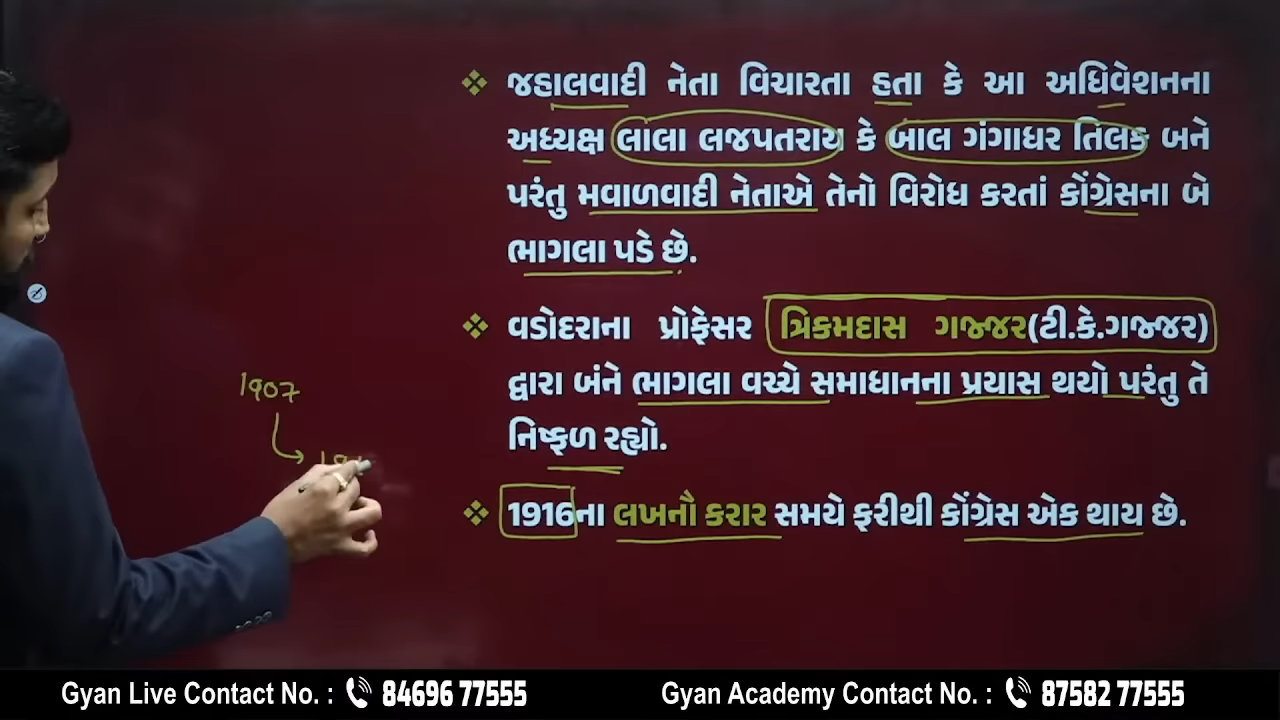 ❖ જહાલવાદી નેતા વિચારતા હતા કે આ અધિવેશનના
અધ્યક્ષ લાલા લજપતરાય કે બાલ ગંગાધર તિલક બને
પરંતુ મવાળવાદી નેતાએ તેનો વિરોધ કરતાં કોંગ્રેસના બે
ભાગલા પડે છે.
❖ વડોદરાના પ્રોફેસર ત્રિકમદાસ ગજ્જર(ટી.કે.ગજ્જર)
દ્વારા બંને ભાગલા વચ્ચે સમાધાનના પ્રયાસ થયો પરંતુ તે
નિષ્ફળ રહ્યો.
❖ 1916ના લખનૌ કરાર સમયે ફરીથી કોંગ્રેસ એક થાય છે.
1907
Gyan Live Contact No. : 84696 77555
Gyan Academy Contact No. : 87582 77555